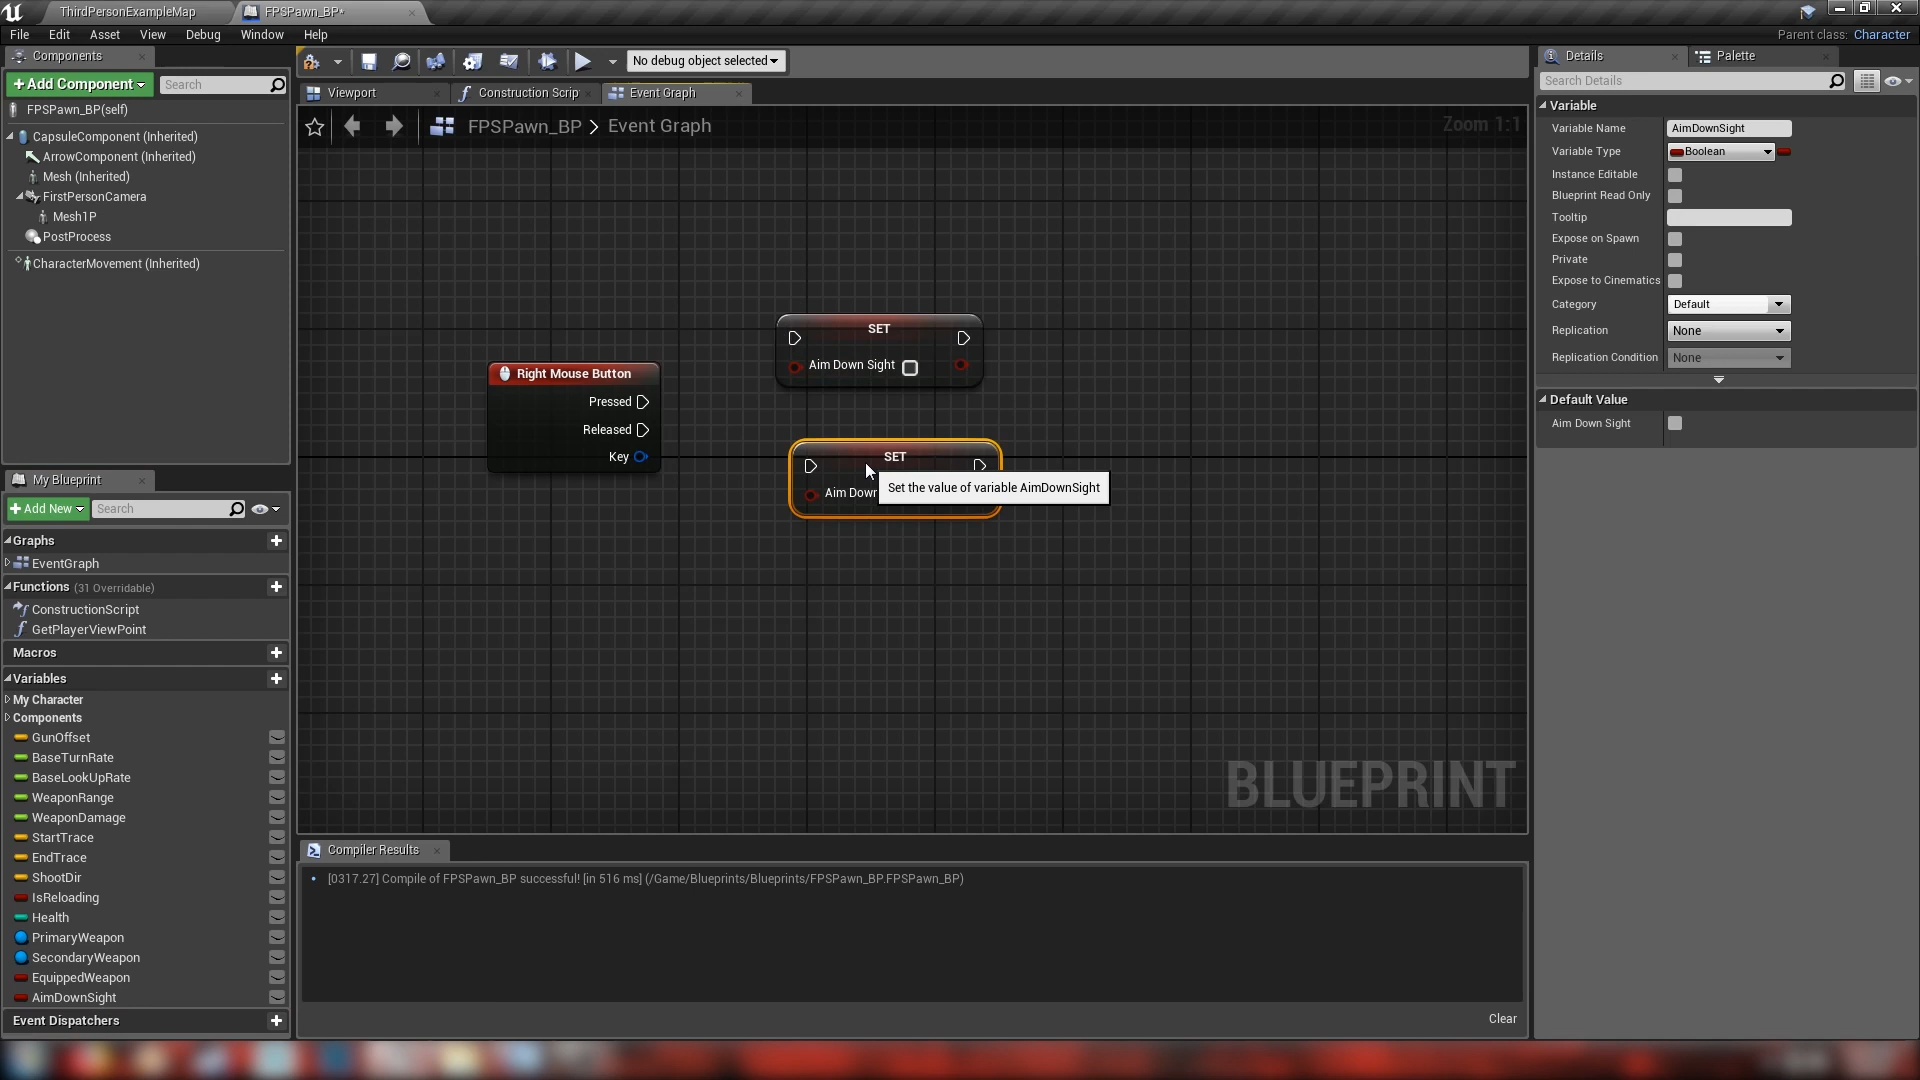 ThirdPersonExampleMap
FPSPawn_BP*
File
Edit
Asset
View
Debug
Window
Help
Parent class: Character
Components
+Add Component
Search
FPSPawn_BP(self)
CapsuleComponent (Inherited)
ArrowComponent (Inherited)
Mesh (Inherited)
FirstPersonCamera
Mesh1P
PostProcess
CharacterMovement (Inherited)
My Blueprint
+Add New
Search
Graphs
EventGraph
Functions (31 Overridable)
ConstructionScript
GetPlayerViewPoint
Macros
Variables
My Character
Components
GunOffset
BaseTurnRate
BaseLookUpRate
WeaponRange
WeaponDamage
StartTrace
EndTrace
ShootDir
IsReloading
Health
PrimaryWeapon
SecondaryWeapon
EquippedWeapon
AimDownSight
Event Dispatchers
No debug object selected
Viewport
Construction Scrip
Event Graph
FPSPawn_BP > Event Graph
Zoom 1:1
Right Mouse Button
Pressed
Released
Key
SET
Aim Down Sight
SET
Aim Down
Set the value of variable AimDownSight
BLUEPRINT
Compiler Results
[0317.27] Compile of FPSPawn_BP successful! [in 516 ms] (/Game/Blueprints/Blueprints/FPSPawn_BP.FPSPawn_BP)
Clear
Details
Palette
Search Details
Variable
Variable Name AimDownSight
Variable Type Boolean
Instance Editable
Blueprint Read Only
Tooltip
Expose on Spawn
Private
Expose to Cinematics
Category Default
Replication None
Replication Condition None
Default Value
Aim Down Sight